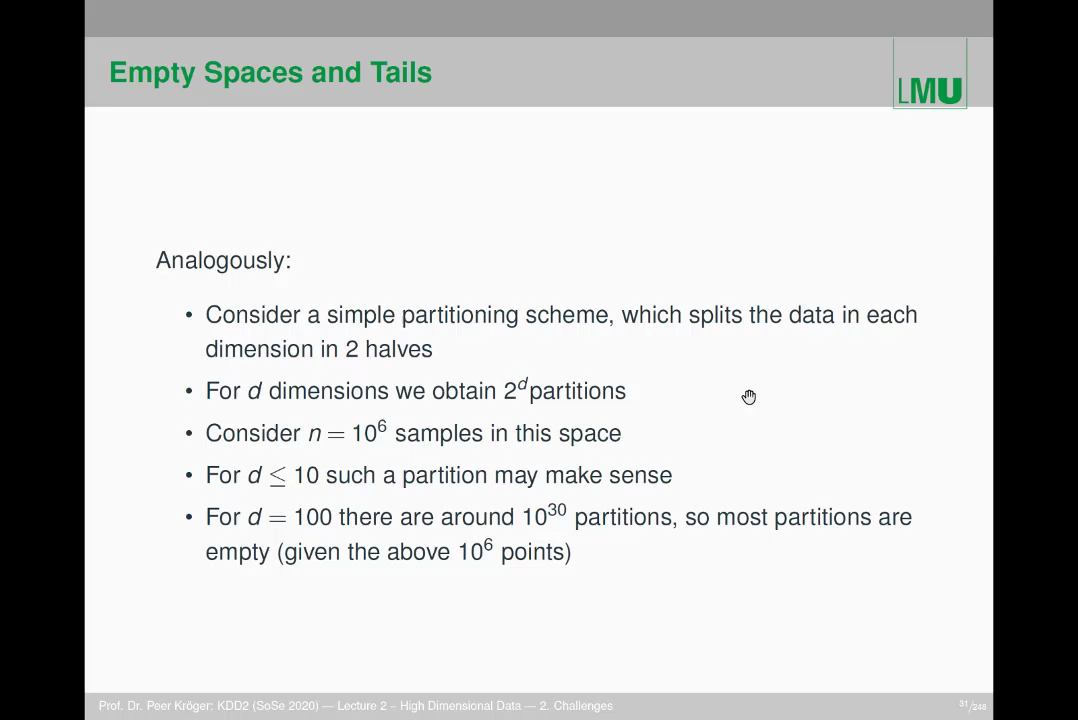 Empty Spaces and Tails
LMU
Analogously:
• Consider a simple partitioning scheme, which splits the data in each
dimension in 2 halves
• For d dimensions we obtain 2^d partitions
• Consider n = 10^6 samples in this space
• For d ≤ 10 such a partition may make sense
• For d = 100 there are around 10^30 partitions, so most partitions are
empty (given the above 10^6 points)
Prof. Dr. Peer Kröger: KDD2 (SoSe 2020) — Lecture 2 – High Dimensional Data — 2. Challenges
31/248